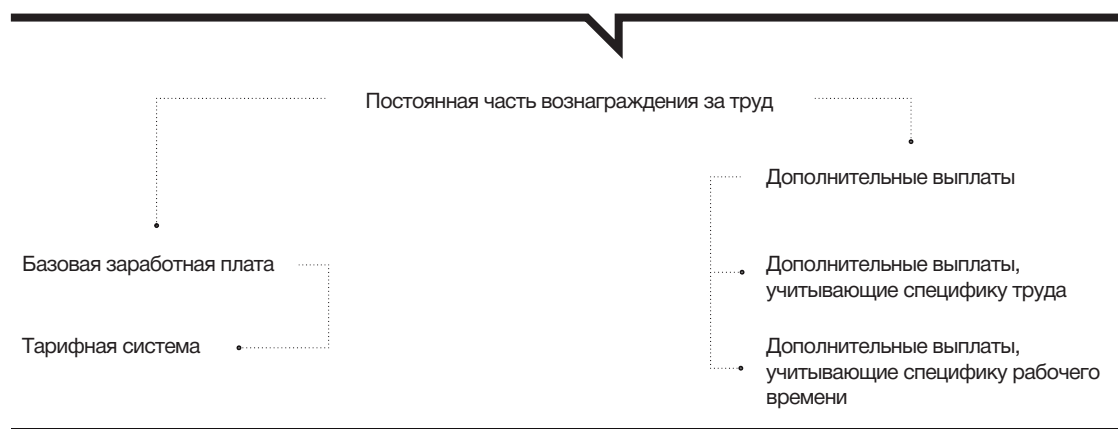 Постоянная часть вознаграждения за труд
Дополнительные выплаты
Базовая заработная плата
Дополнительные выплаты,
учитывающие специфику труда
Тарифная система
Дополнительные выплаты,
учитывающие специфику рабочего
времени